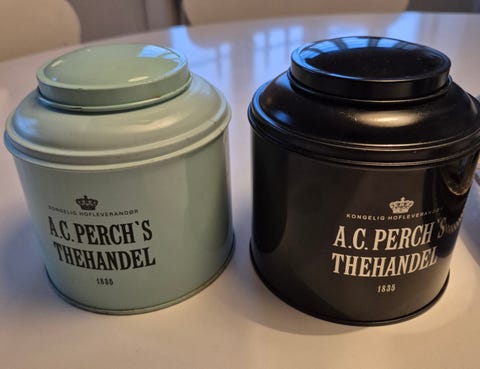 KONGELIG HOFLEVERANDØR
A.C. PERCH'S
THEHANDEL
1835
KONGELIG HOFLEVERANDØR
A.C. PERCH'S
THEHANDEL
1835